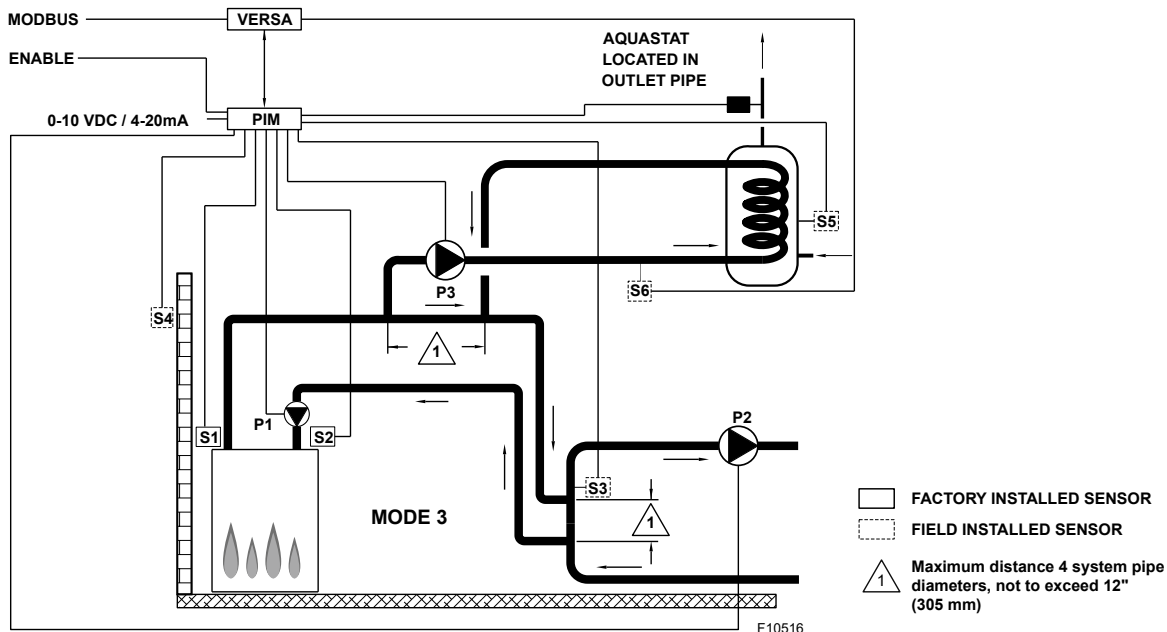 MODBUS
VERSA
ENABLE
0-10 VDC / 4-20mA
PIM
AQUASTAT
LOCATED IN
OUTLET PIPE
S5
P3
S6
S4
1
P1
S1
S2
P2
S3
MODE 3
1
FACTORY INSTALLED SENSOR
FIELD INSTALLED SENSOR
1
Maximum distance 4 system pipe
diameters, not to exceed 12"
(305 mm)
F10516